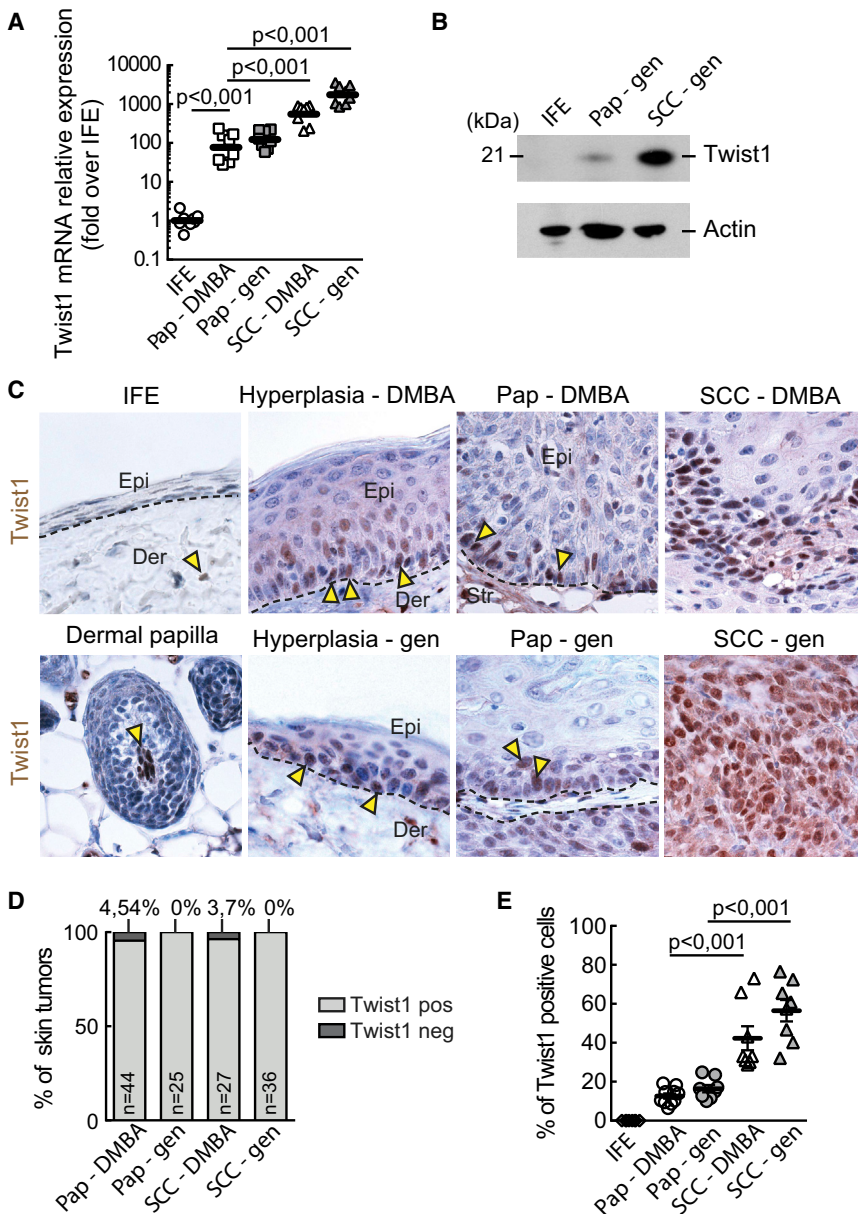 A
p<0,001
p<0,001
p<0,001
10000
1000
100
10
1
0.1
Twist1 mRNA relative expression
(fold over IFE)
IFE
Pap - DMBA
Pap - gen
SCC - DMBA
SCC - gen
B
IFE
Pap - gen
SCC - gen
(kDa)
21
Twist1
Actin
C
IFE
Hyperplasia - DMBA
Pap - DMBA
SCC - DMBA
Twist1
Epi
Der
Epi
Der
Epi
Str
Dermal papilla
Hyperplasia - gen
Pap - gen
SCC - gen
Twist1
Epi
Der
D
4,54%
0%
3,7%
0%
100
50
0
% of skin tumors
n=44
n=25
n=27
n=36
Pap - DMBA
Pap - gen
SCC - DMBA
SCC - gen
Twist1 pos
Twist1 neg
E
p<0,001
p<0,001
100
80
60
40
20
0
% of Twist1 positive cells
IFE
Pap - DMBA
Pap - gen
SCC - DMBA
SCC - gen